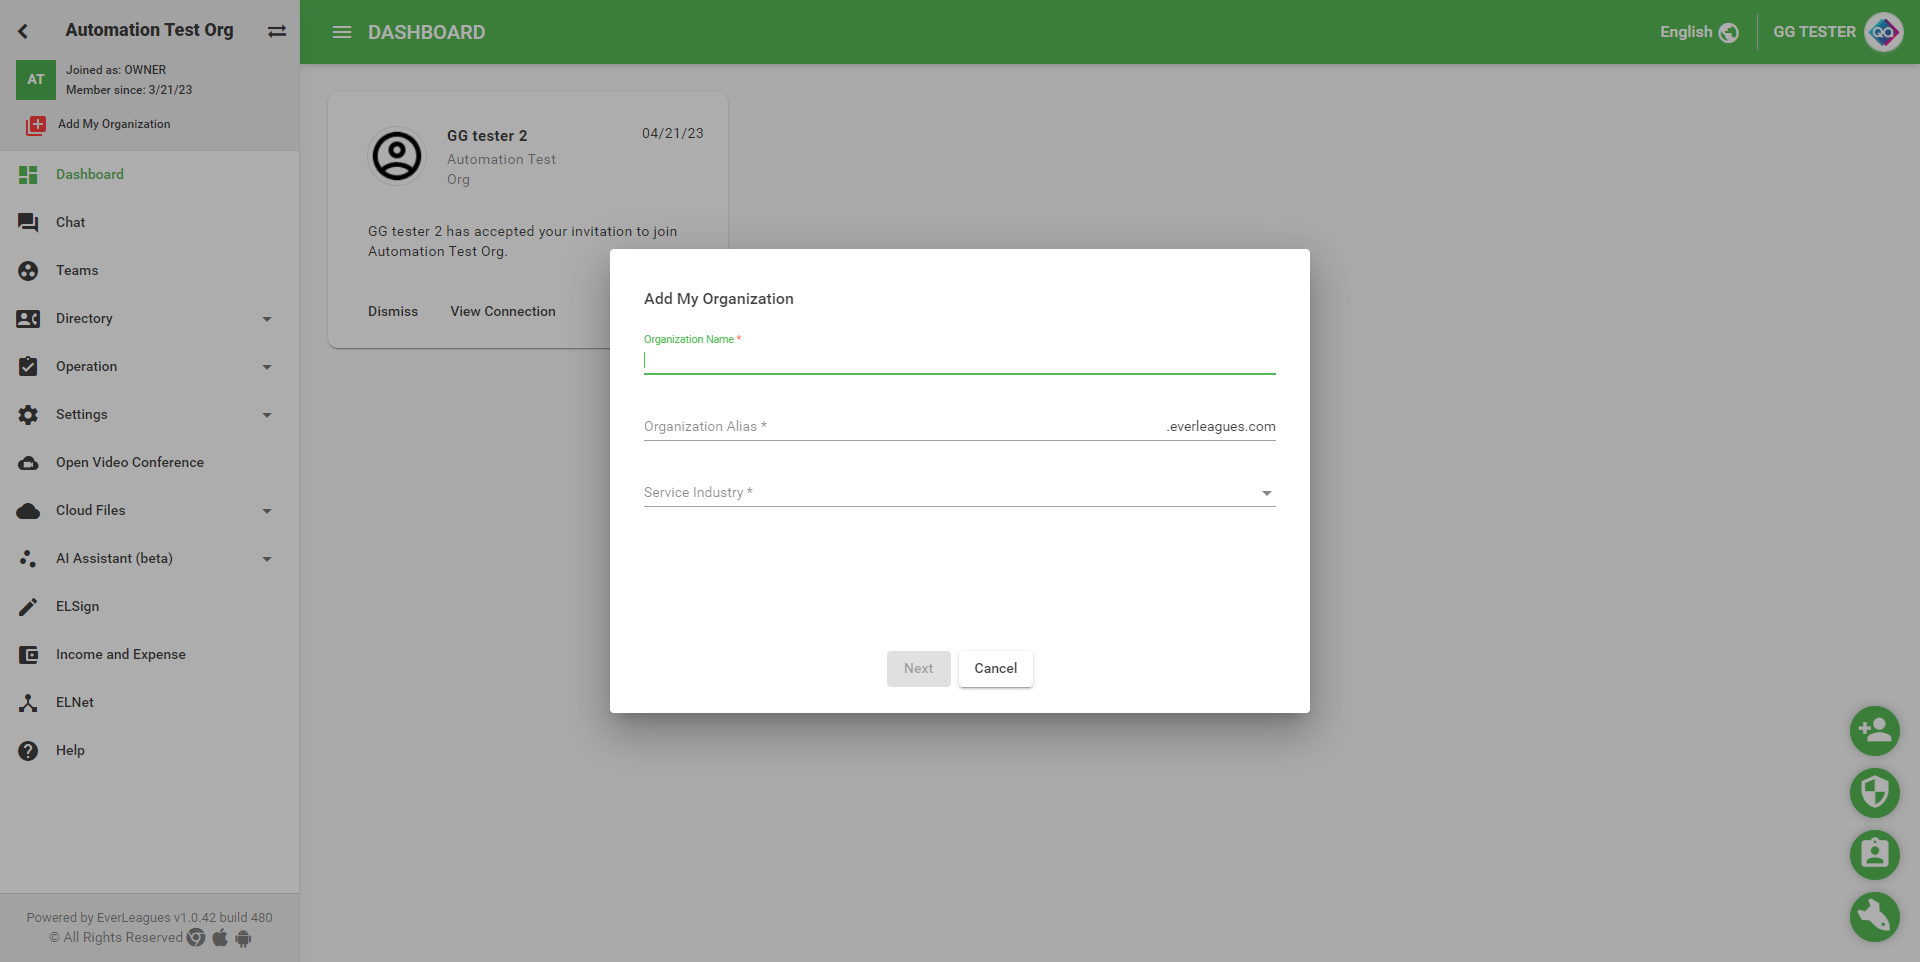 Automation Test Org
AT
Joined as: OWNER
Member since: 3/21/23
Add My Organization
Dashboard
Chat
Teams
Directory
Operation
Settings
Open Video Conference
Cloud Files
AI Assistant (beta)
ELSign
Income and Expense
ELNet
Help
Powered by EverLeagues v1.0.42 build 480
© All Rights Reserved
DASHBOARD
English
GG TESTER
QA
GG tester 2
04/21/23
Automation Test
Org
GG tester 2 has accepted your invitation to join
Automation Test Org.
Dismiss
View Connection
Add My Organization
Organization Name *
Organization Alias *
.everleagues.com
Service Industry *
Next
Cancel